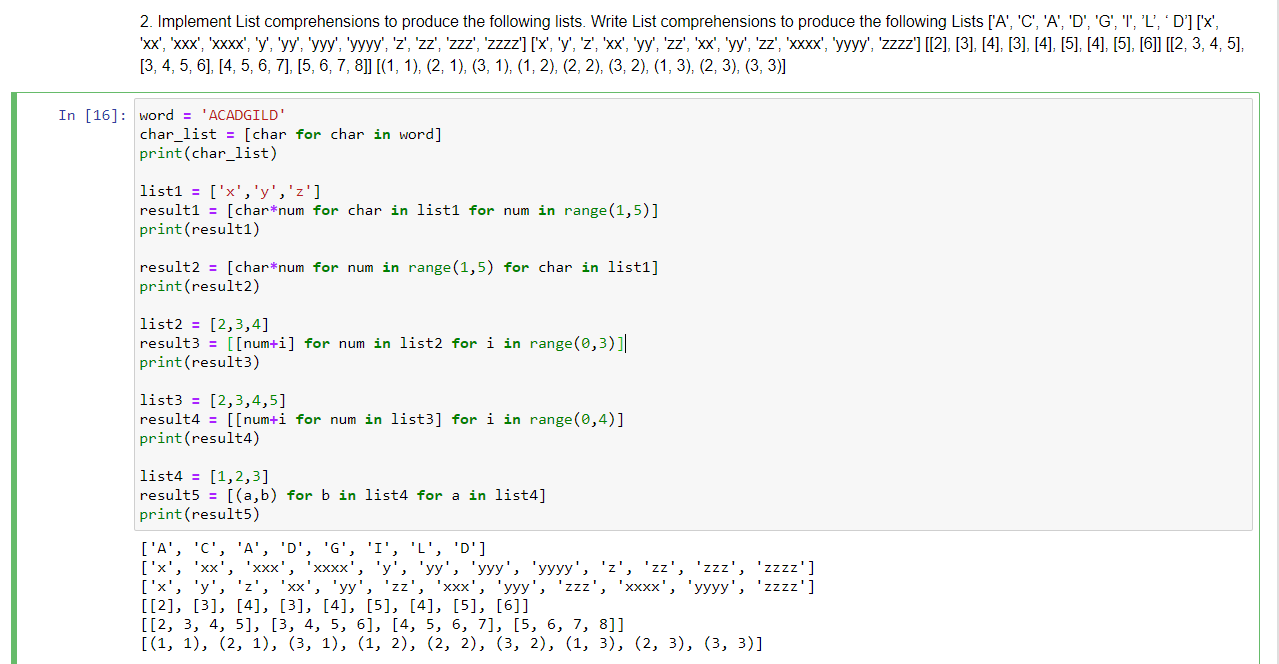 2. Implement List comprehensions to produce the following lists. Write List comprehensions to produce the following Lists ['A', 'C', 'A', 'D', 'G', 'I', ’L’, ‘ D’] ['x',
'xx', 'xxx', 'xxxx', 'y', 'yy', 'yyy', 'yyyy', 'z', 'zz', 'zzz', 'zzzz'] ['x', 'y', 'z', 'xx', 'yy', 'zz', 'xx', 'yy', 'zz', 'xxxx', 'yyyy', 'zzzz'] [[2], [3], [4], [3], [4], [5], [4], [5], [6]] [[2, 3, 4, 5],
[3, 4, 5, 6], [4, 5, 6, 7], [5, 6, 7, 8]] [(1, 1), (2, 1), (3, 1), (1, 2), (2, 2), (3, 2), (1, 3), (2, 3), (3, 3)]
In [16]: word = 'ACADGILD'
char_list = [char for char in word]
print(char_list)
list1 = ['x','y','z']
result1 = [char*num for char in list1 for num in range(1,5)]
print(result1)
result2 = [char*num for num in range(1,5) for char in list1]
print(result2)
list2 = [2,3,4]
result3 = [[num+i] for num in list2 for i in range(0,3)]
print(result3)
list3 = [2,3,4,5]
result4 = [[num+i for num in list3] for i in range(0,4)]
print(result4)
list4 = [1,2,3]
result5 = [(a,b) for b in list4 for a in list4]
print(result5)
['A', 'C', 'A', 'D', 'G', 'I', 'L', 'D']
['x', 'xx', 'xxx', 'xxxx', 'y', 'yy', 'yyy', 'yyyy', 'z', 'zz', 'zzz', 'zzzz']
['x', 'y', 'z', 'xx', 'yy', 'zz', 'xxx', 'yyy', 'zzz', 'xxxx', 'yyyy', 'zzzz']
[[2], [3], [4], [3], [4], [5], [4], [5], [6]]
[[2, 3, 4, 5], [3, 4, 5, 6], [4, 5, 6, 7], [5, 6, 7, 8]]
[(1, 1), (2, 1), (3, 1), (1, 2), (2, 2), (3, 2), (1, 3), (2, 3), (3, 3)]